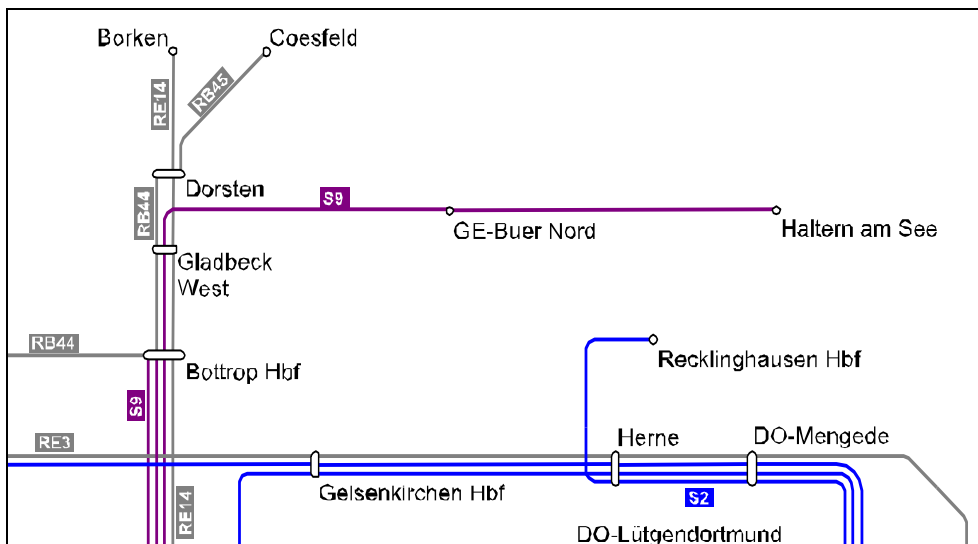 Borken
Coesfeld
RE14
RB45
Dorsten
RB44
S9
GE-Buer Nord
Haltern am See
Gladbeck
West
RB44
Bottrop Hbf
Recklinghausen Hbf
S9
RE3
Herne
DO-Mengede
Gelsenkirchen Hbf
S2
RE14
DO-Lütgendortmund